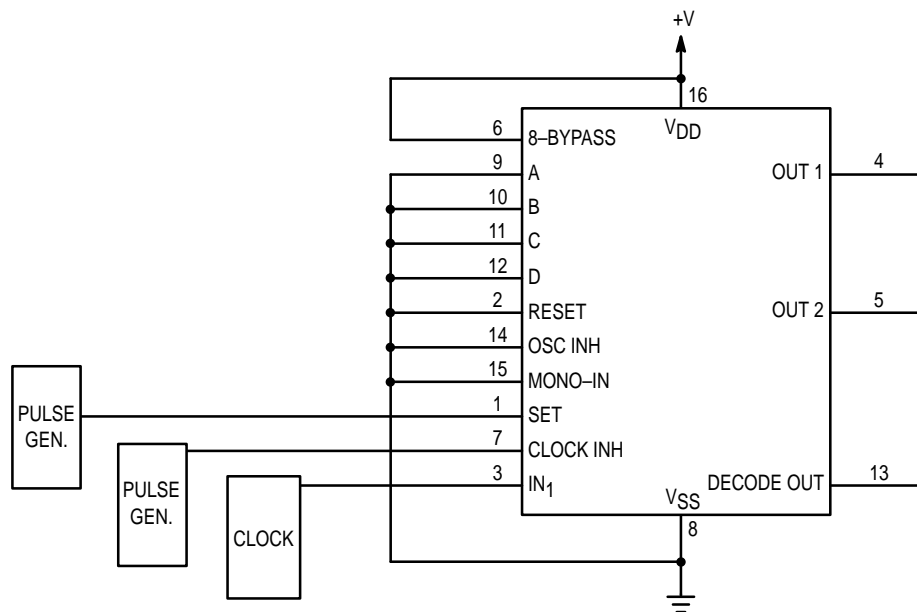 +V
16
VDD
6
8–BYPASS
9
A
OUT 1
4
10
B
11
C
12
D
2
RESET
OUT 2
5
14
OSC INH
15
MONO–IN
PULSE
GEN.
1
SET
7
CLOCK INH
PULSE
GEN.
3
IN1
DECODE OUT
13
VSS
8
CLOCK